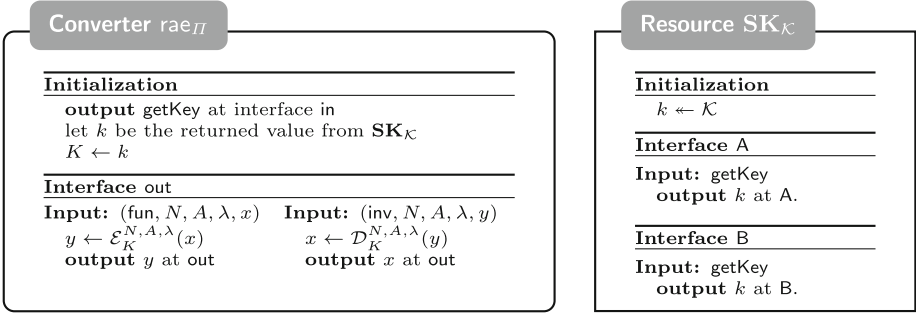 Converter rae_Π
Initialization
output getKey at interface in
let k be the returned value from SK_𝒦
K ← k
Interface out
Input: (fun, N, A, λ, x) Input: (inv, N, A, λ, y)
y ← ℰ_K^{N,A,λ}(x) x ← 𝒟_K^{N,A,λ}(y)
output y at out output x at out
Resource SK_𝒦
Initialization
k ↞ 𝒦
Interface A
Input: getKey
output k at A.
Interface B
Input: getKey
output k at B.